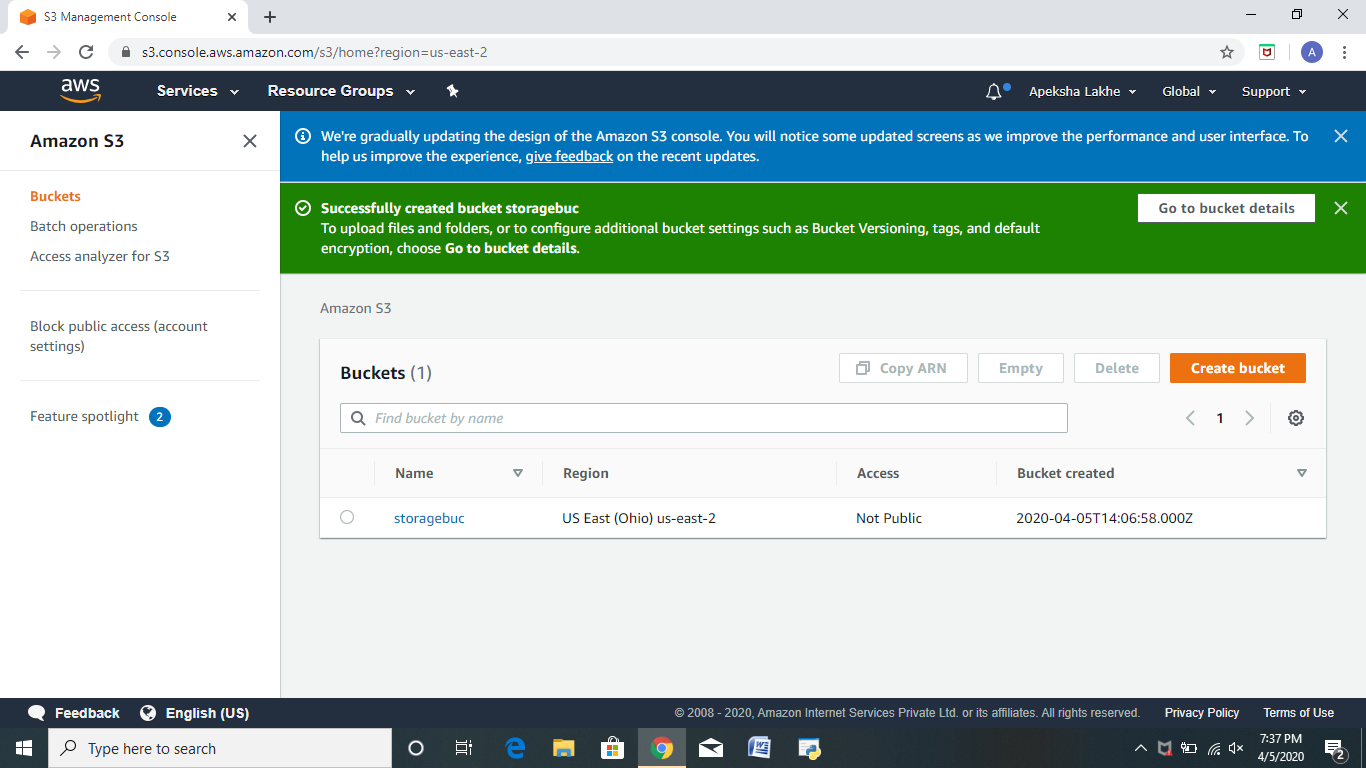 S3 Management Console
s3.console.aws.amazon.com/s3/home?region=us-east-2
A
aws
Services
Resource Groups
Apeksha Lakhe
Global
Support
Amazon S3
Buckets
Batch operations
Access analyzer for S3
Block public access (account
settings)
Feature spotlight 2
We're gradually updating the design of the Amazon S3 console. You will notice some updated screens as we improve the performance and user interface. To
help us improve the experience, give feedback on the recent updates.
Successfully created bucket storagebuc
To upload files and folders, or to configure additional bucket settings such as Bucket Versioning, tags, and default
encryption, choose Go to bucket details.
Go to bucket details
Amazon S3
Buckets (1)
Copy ARN
Empty
Delete
Create bucket
Find bucket by name
1
Name
Region
Access
Bucket created
storagebuc
US East (Ohio) us-east-2
Not Public
2020-04-05T14:06:58.000Z
Feedback
English (US)
© 2008 - 2020, Amazon Internet Services Private Ltd. or its affiliates. All rights reserved.
Privacy Policy
Terms of Use
Type here to search
7:37 PM
4/5/2020
2